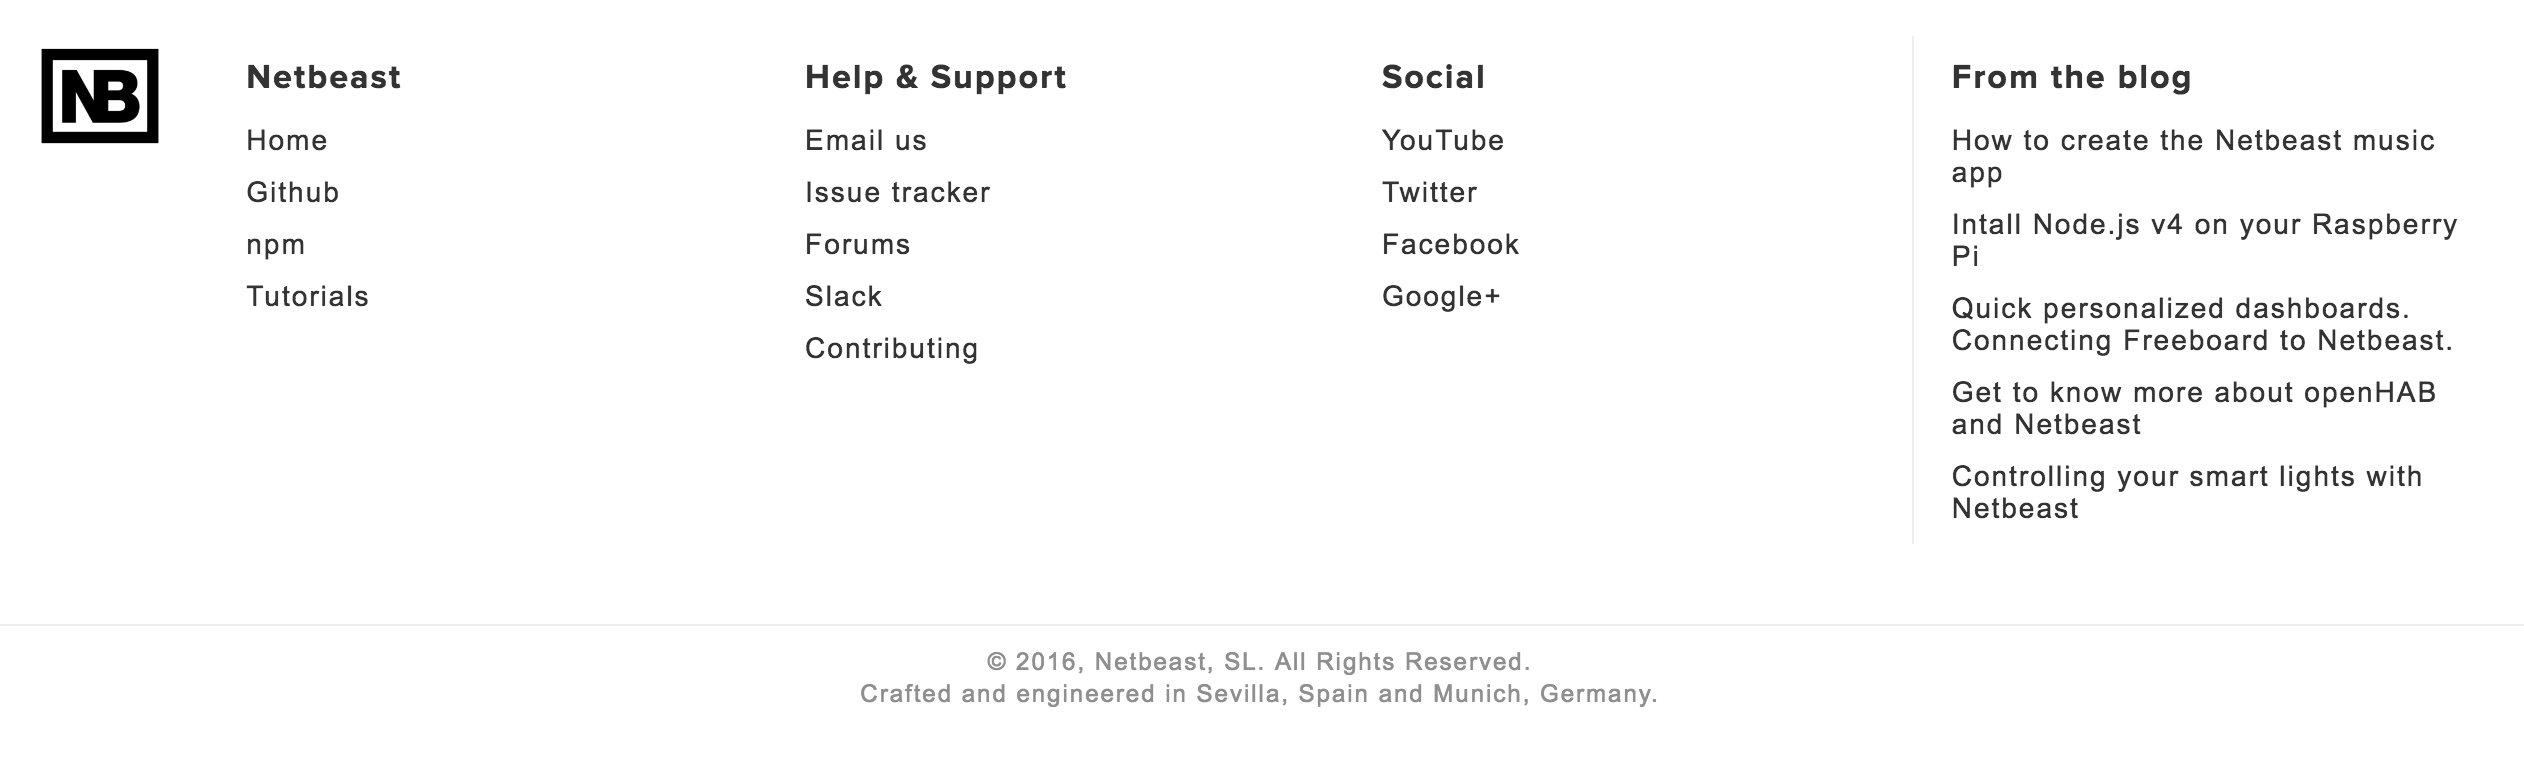 NB
Netbeast
Home
Github
npm
Tutorials
Help & Support
Email us
Issue tracker
Forums
Slack
Contributing
Social
YouTube
Twitter
Facebook
Google+
From the blog
How to create the Netbeast music
app
Intall Node.js v4 on your Raspberry
Pi
Quick personalized dashboards.
Connecting Freeboard to Netbeast.
Get to know more about openHAB
and Netbeast
Controlling your smart lights with
Netbeast
© 2016, Netbeast, SL. All Rights Reserved.
Crafted and engineered in Sevilla, Spain and Munich, Germany.